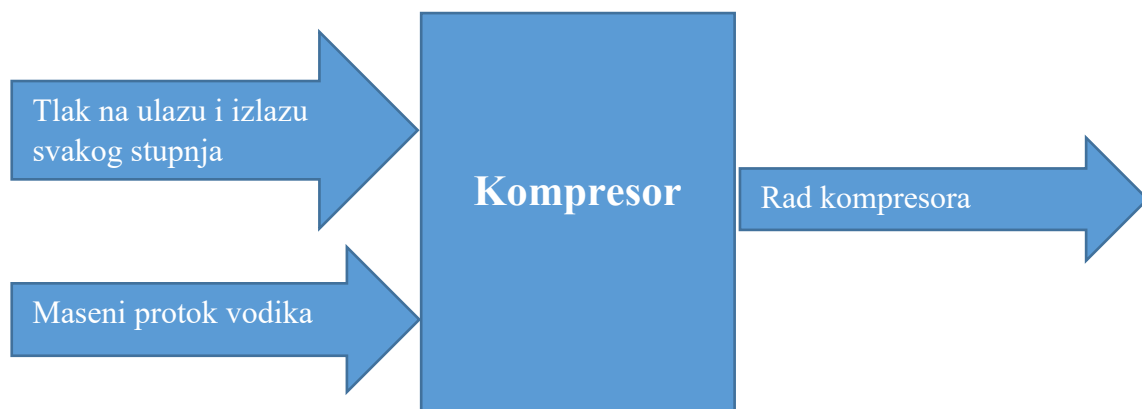 Tlak na ulazu i izlazu
svakog stupnja
Kompresor
Rad kompresora
Maseni protok vodika